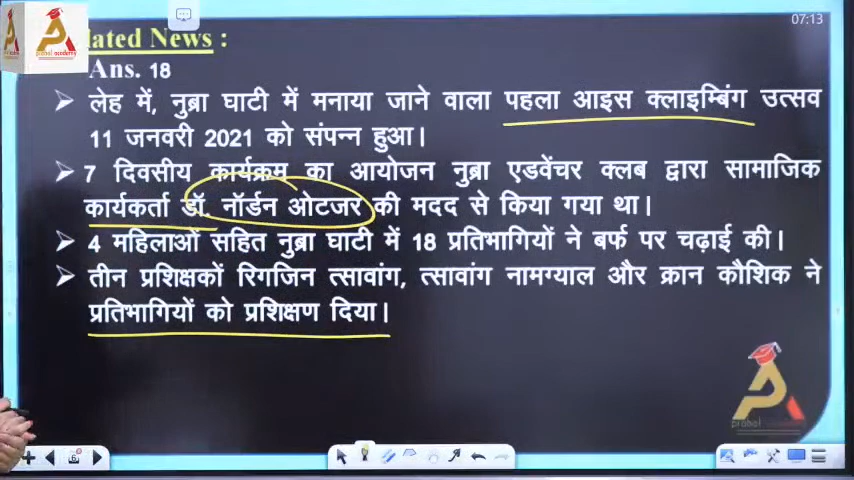 07:13
lated News :
Ans. 18
➤ लेह में, नुब्रा घाटी में मनाया जाने वाला पहला आइस क्लाइम्बिंग उत्सव
11 जनवरी 2021 को संपन्न हुआ।
➤ 7 दिवसीय कार्यक्रम का आयोजन नुब्रा एडवेंचर क्लब द्वारा सामाजिक
कार्यकर्ता डॉ. नॉर्डन ओटजर की मदद से किया गया था।
➤ 4 महिलाओं सहित नुब्रा घाटी में 18 प्रतिभागियों ने बर्फ पर चढ़ाई की।
➤ तीन प्रशिक्षकों रिगजिन त्सावांग, त्सावांग नामग्याल और क्रान कौशिक ने
प्रतिभागियों को प्रशिक्षण दिया।